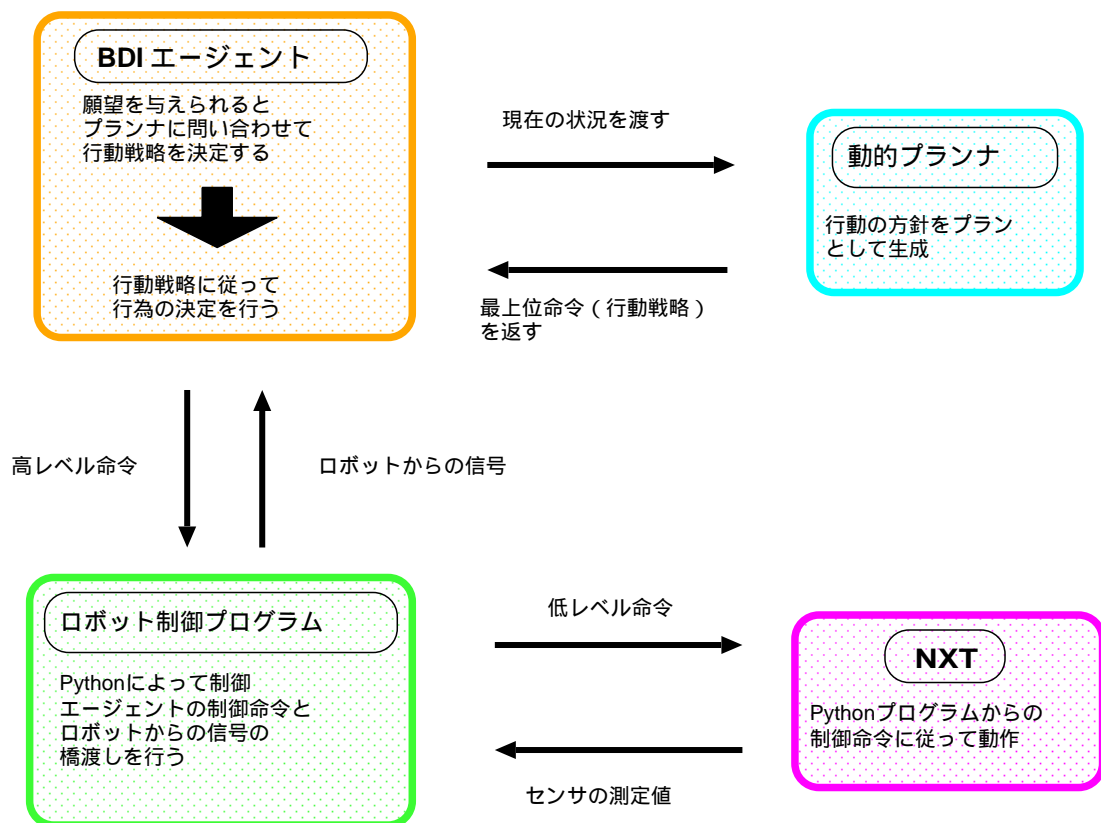 BDI エージェント
願望を与えられると
プランナに問い合わせて
行動戦略を決定する
行動戦略に従って
行為の決定を行う
現在の状況を渡す
最上位命令（行動戦略）
を返す
動的プランナ
行動の方針をプラン
として生成
高レベル命令
ロボットからの信号
ロボット制御プログラム
Pythonによって制御
エージェントの制御命令と
ロボットからの信号の
橋渡しを行う
低レベル命令
センサの測定値
NXT
Pythonプログラムからの
制御命令に従って動作